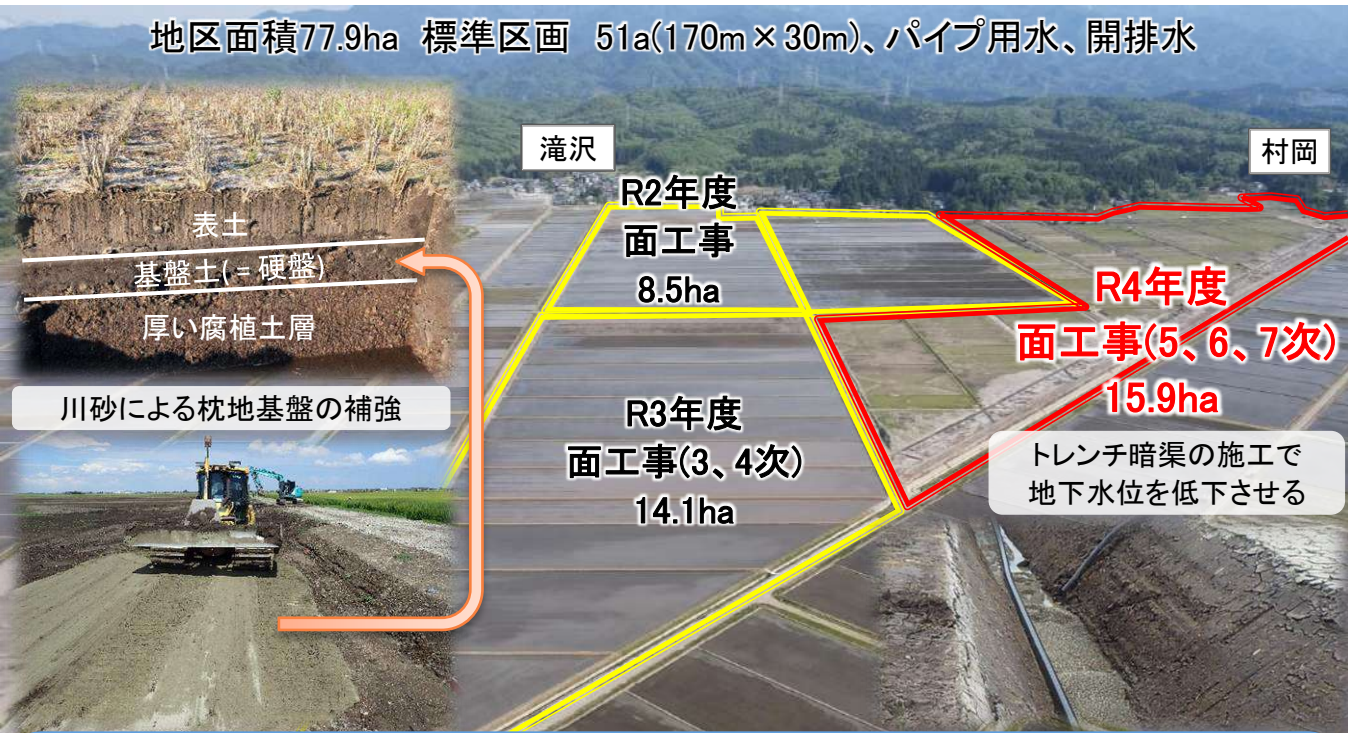 地区面積77.9ha 標準区画 51a(170m×30m)、パイプ用水、開排水
滝沢
村岡
表土
基盤土(=硬盤)
厚い腐植土層
川砂による枕地基盤の補強
R2年度
面工事
8.5ha
R3年度
面工事(3、4次)
14.1ha
R4年度
面工事(5、6、7次)
15.9ha
トレンチ暗渠の施工で
地下水位を低下させる